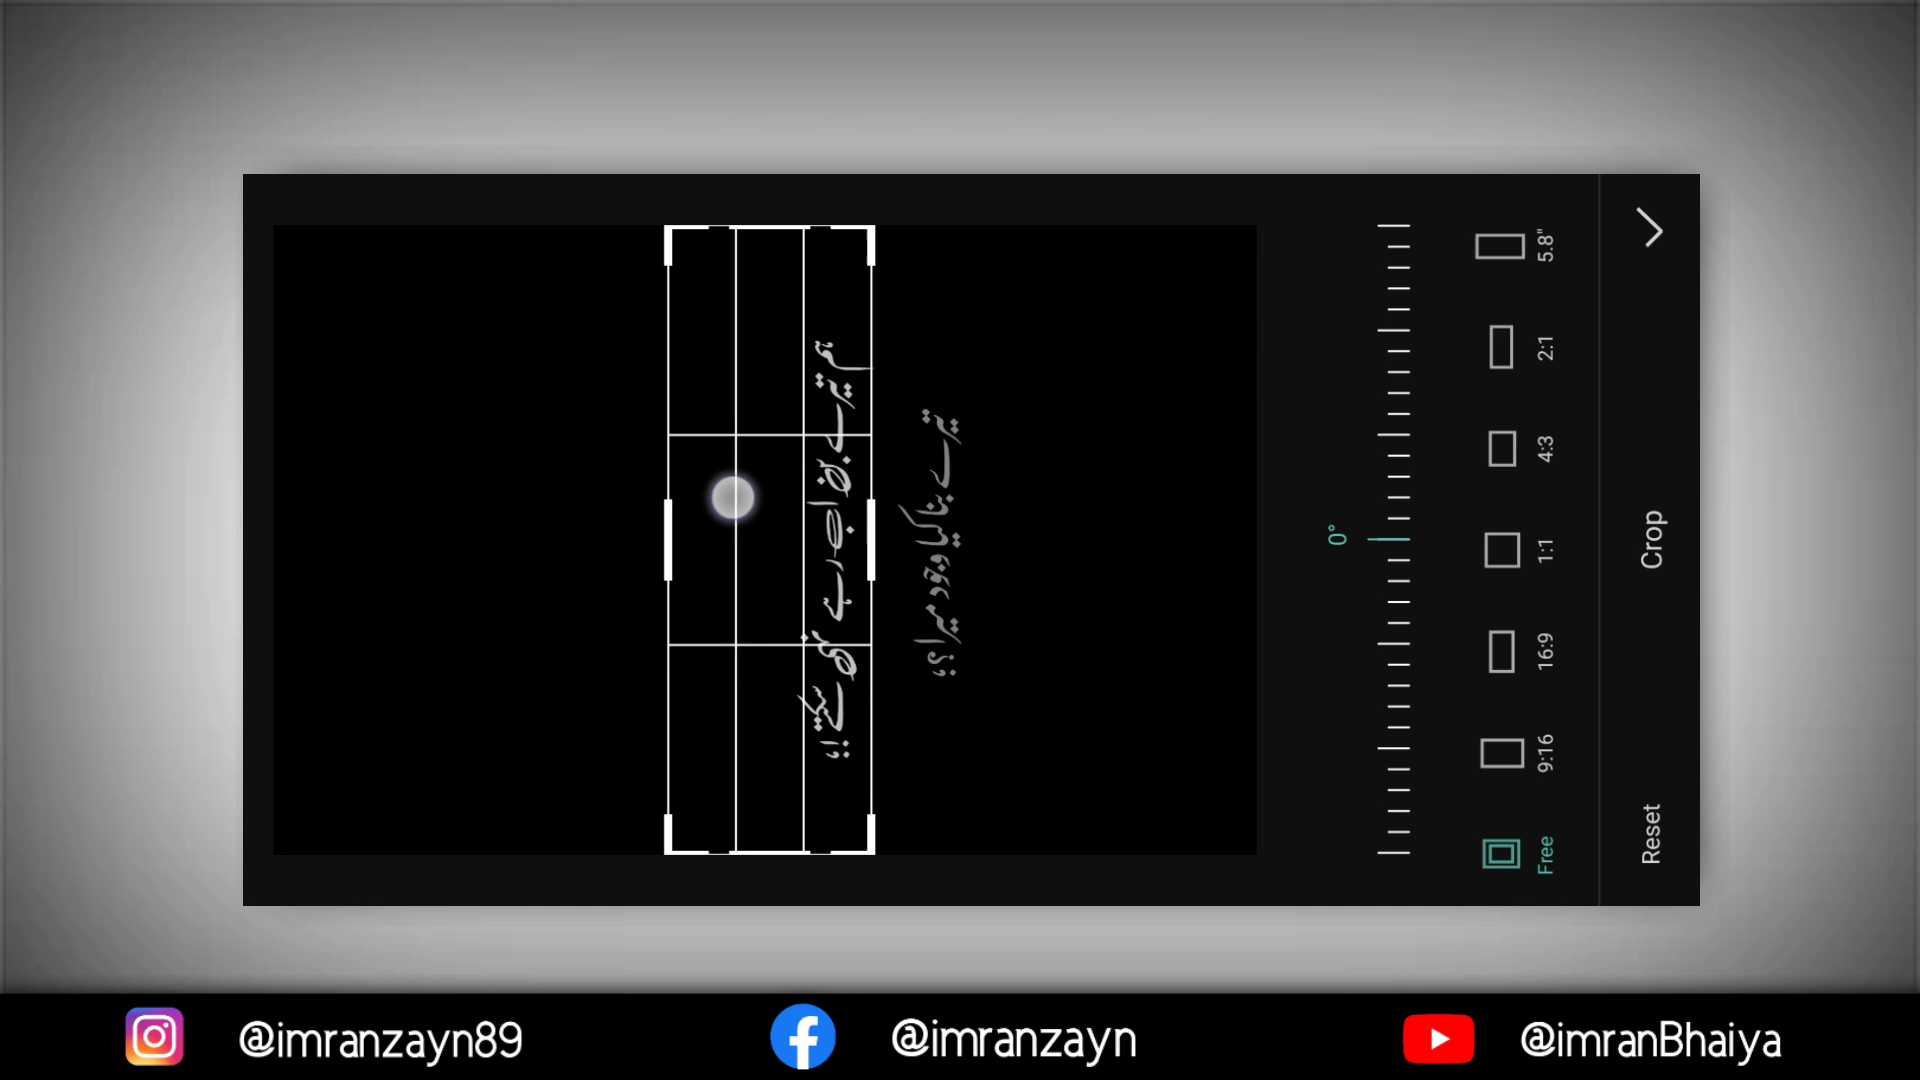 ہم تیرے بن اب رہ ہی نہیں سکتے!؛
تیرے بنا کیا وجود میرا؟؛
0°
5.8"
2:1
4:3
1:1
16:9
9:16
Free
Crop
Reset
@imranzayn89
@imranzayn
@imranBhaiya